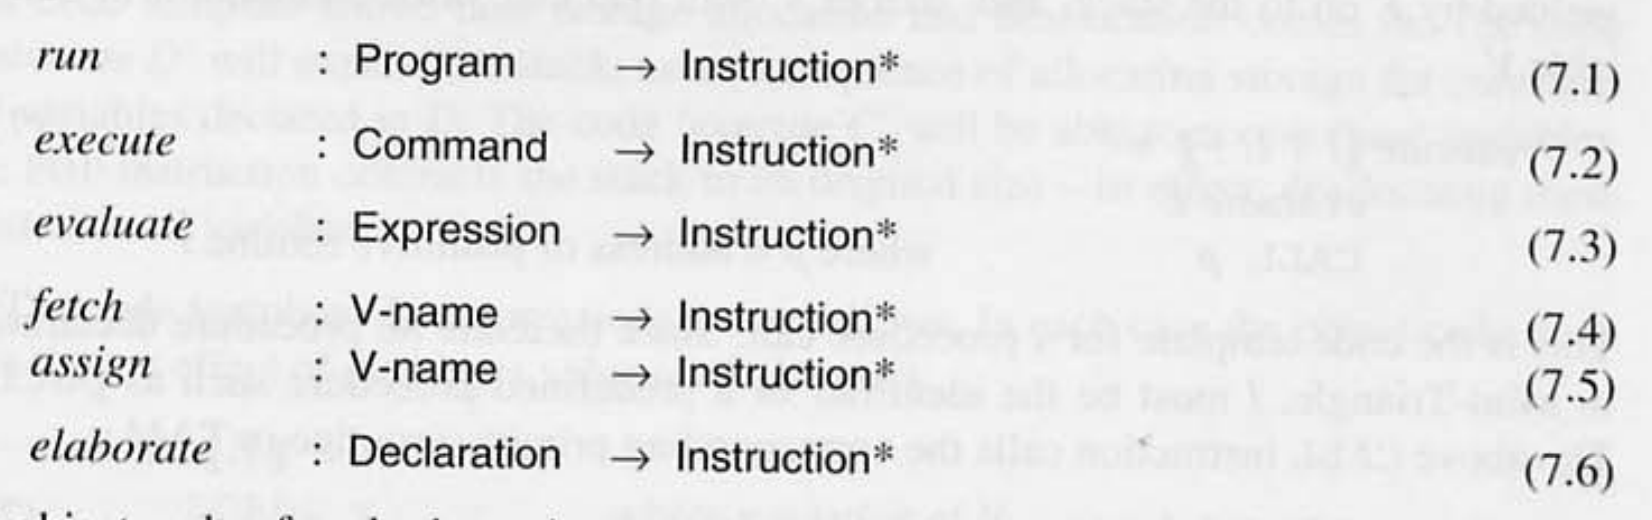 run : Program → Instruction* (7.1)
execute : Command → Instruction* (7.2)
evaluate : Expression → Instruction* (7.3)
fetch : V-name → Instruction* (7.4)
assign : V-name → Instruction* (7.5)
elaborate : Declaration → Instruction* (7.6)